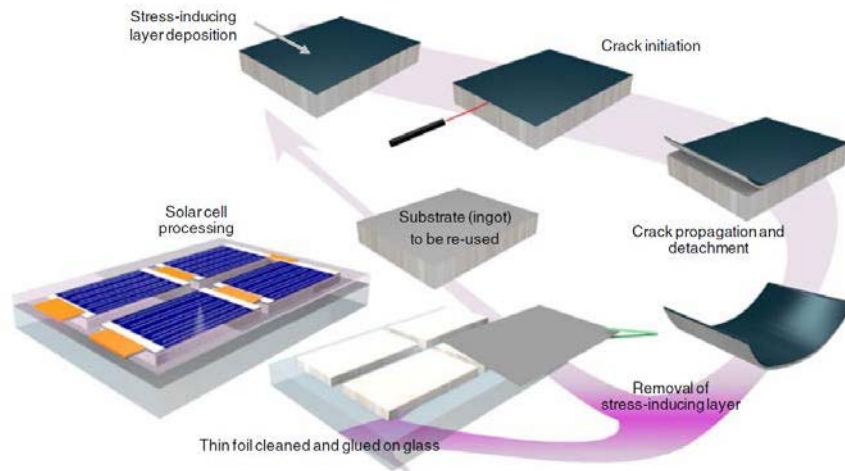 Stress-inducing
layer deposition
Crack initiation
Crack propagation and
detachment
Substrate (ingot)
to be re-used
Solar cell
processing
Removal of
stress-inducing layer
Thin foil cleaned and glued on glass